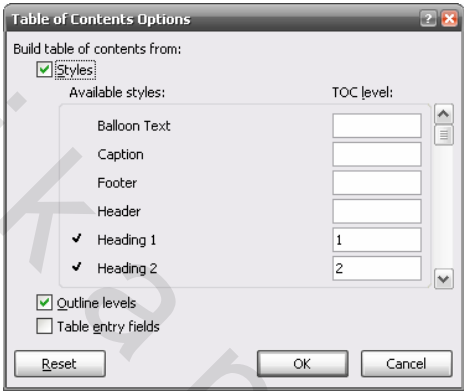 Table of Contents Options
Build table of contents from:
Styles
Available styles: TOC level:
Balloon Text
Caption
Footer
Header
Heading 1 1
Heading 2 2
Outline levels
Table entry fields
Reset OK Cancel